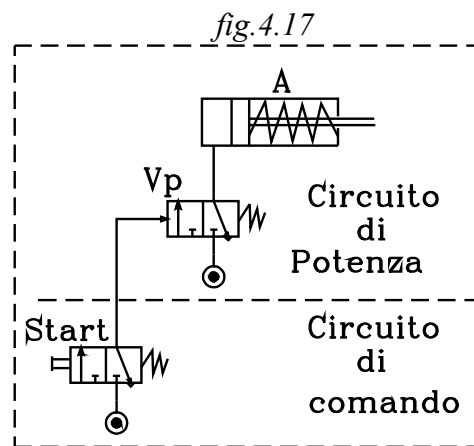 fig.4.17
A
Vp
Circuito
di
Potenza
Start
Circuito
di
comando